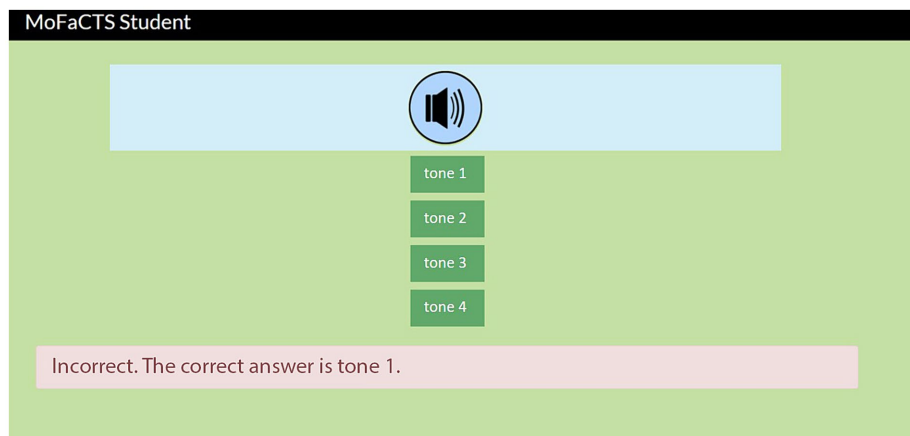 MoFaCTS Student
tone 1
tone 2
tone 3
tone 4
Incorrect. The correct answer is tone 1.